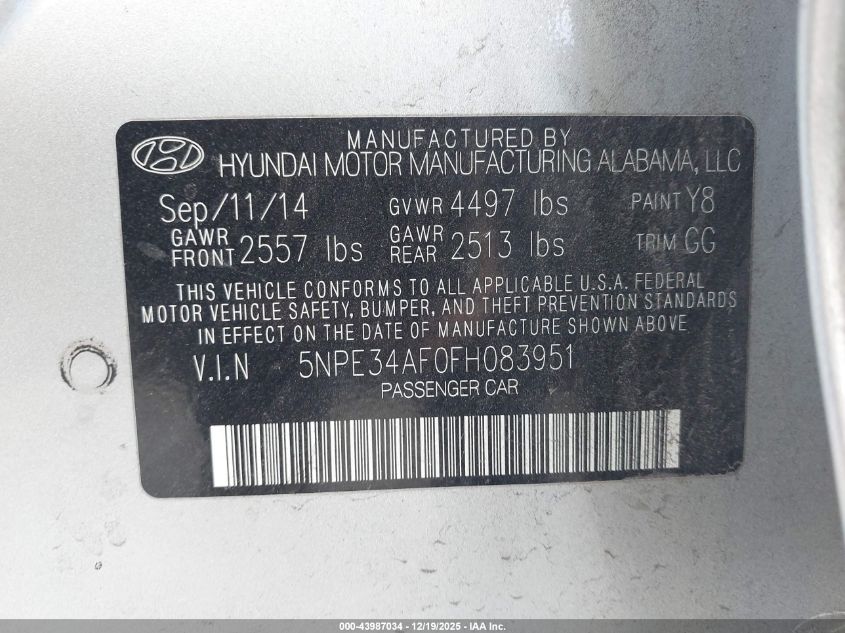 MANUFACTURED BY
HYUNDAI MOTOR MANUFACTURING ALABAMA, LLC
Sep/11/14 GVWR 4497 lbs PAINT Y8
GAWR FRONT 2557 lbs GAWR REAR 2513 lbs TRIM GG
THIS VEHICLE CONFORMS TO ALL APPLICABLE U.S.A. FEDERAL
MOTOR VEHICLE SAFETY, BUMPER, AND THEFT PREVENTION STANDARDS
IN EFFECT ON THE DATE OF MANUFACTURE SHOWN ABOVE
V.I.N 5NPE34AF0FH083951
PASSENGER CAR
000-43987034 - 12/19/2025 - IAA Inc.